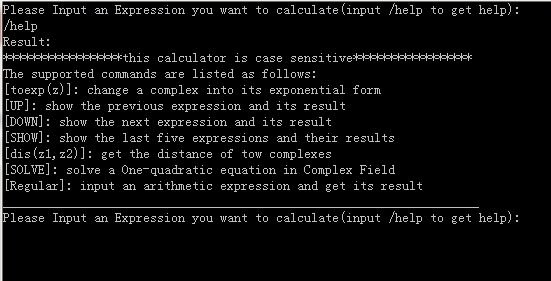 Please Input an Expression you want to calculate(input /help to get help):
/help
Result:
*****************this calculator is case sensitive*****************
The supported commands are listed as follows:
[toexp(z)]: change a complex into its exponential form
[UP]: show the previous expression and its result
[DOWN]: show the next expression and its result
[SHOW]: show the last five expressions and their results
[dis(z1,z2)]: get the distance of tow complexes
[SOLVE]: solve a One-quadratic equation in Complex Field
[Regular]: input an arithmetic expression and get its result
Please Input an Expression you want to calculate(input /help to get help):